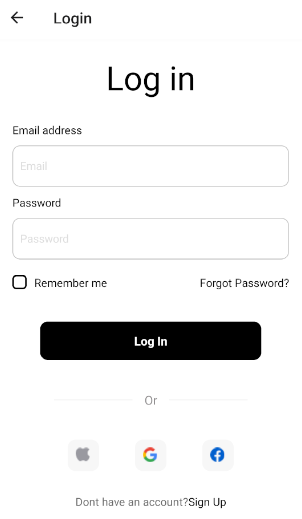 Login
Log in
Email address
Email
Password
Password
Remember me Forgot Password?
Log In
Or
Dont have an account?Sign Up